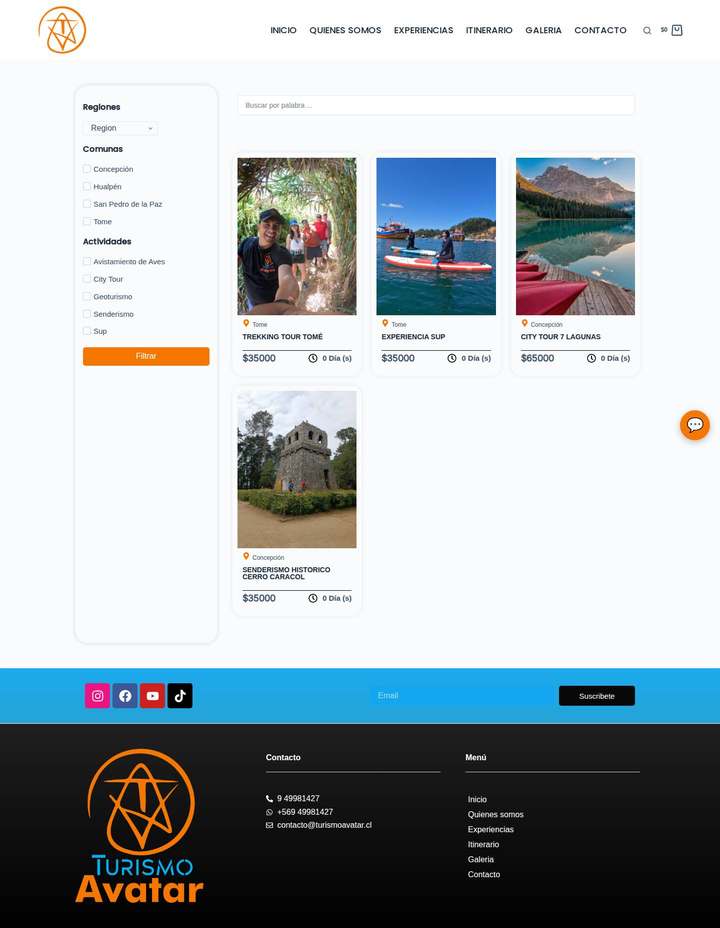 INICIO QUIENES SOMOS EXPERIENCIAS ITINERARIO GALERIA CONTACTO $0
Regiones
Region
Comunas
Concepción
Hualpén
San Pedro de la Paz
Tome
Actividades
Avistamiento de Aves
City Tour
Geoturismo
Senderismo
Sup
Filtrar
Buscar por palabra ...
Tome
TREKKING TOUR TOMÉ
$35000 0 Día (s)
Tome
EXPERIENCIA SUP
$35000 0 Día (s)
Concepción
CITY TOUR 7 LAGUNAS
$65000 0 Día (s)
Concepción
SENDERISMO HISTORICO
CERRO CARACOL
$35000 0 Día (s)
Email
Suscribete
TURISMO
Avatar
Contacto
9 49981427
+569 49981427
contacto@turismoavatar.cl
Menú
Inicio
Quienes somos
Experiencias
Itinerario
Galeria
Contacto